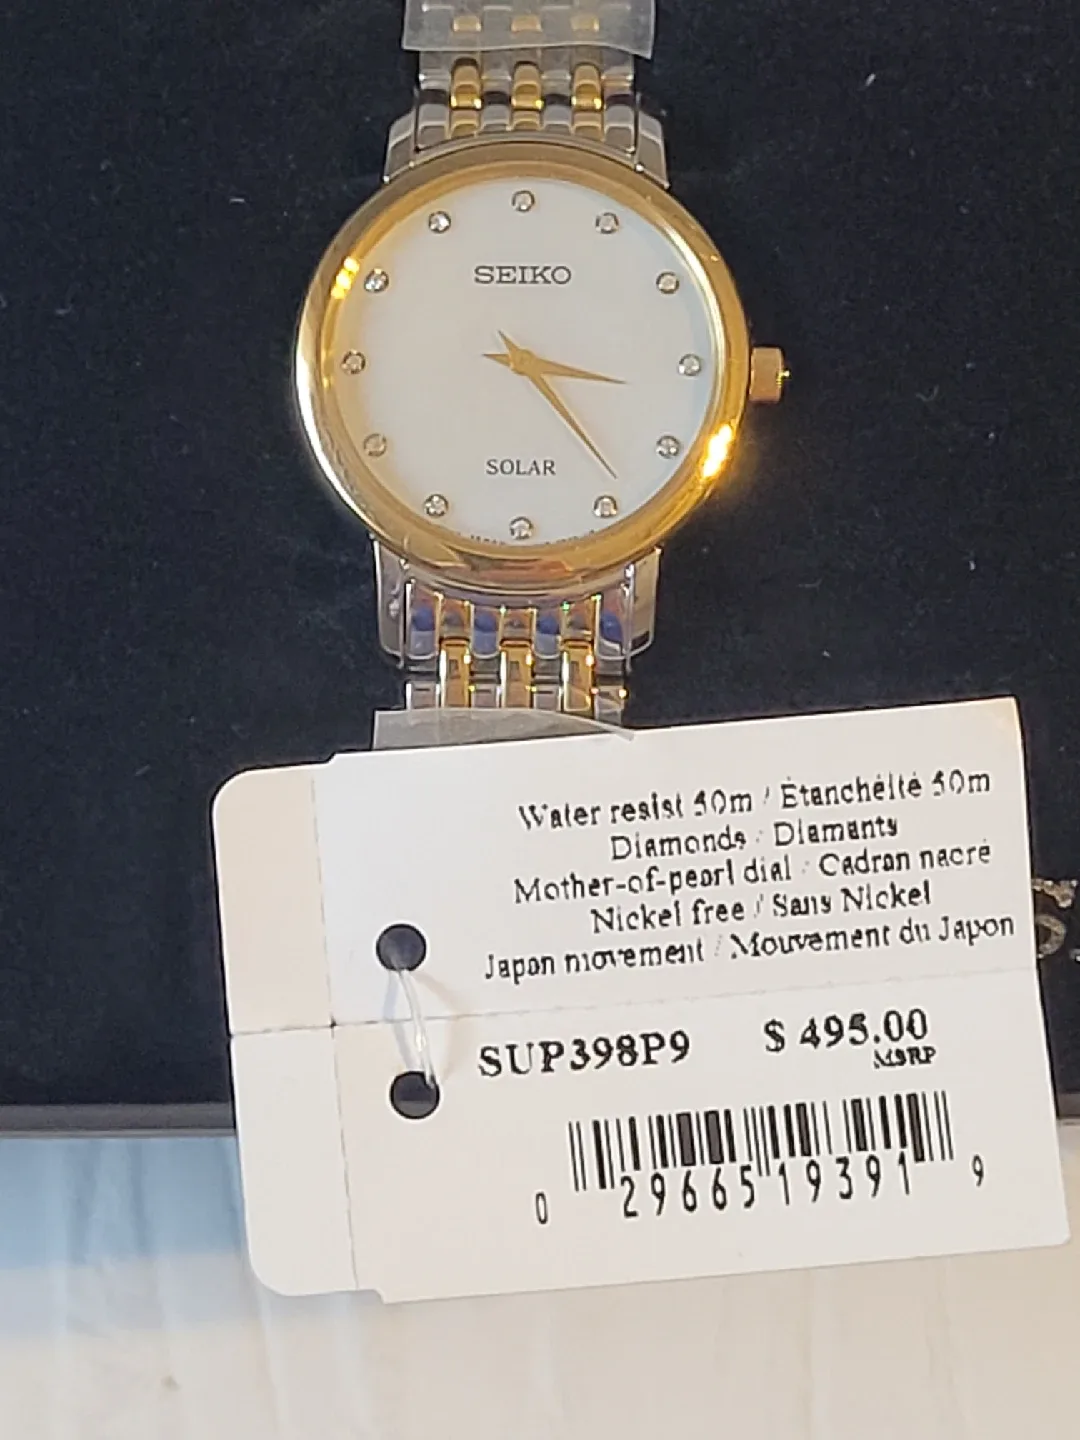 SEIKO
SOLAR
Water resist 50m / Étanchéité 50m
Diamonds / Diamants
Mother-of-pearl dial / Cadran nacré
Nickel free / Sans Nickel
Japan movement / Mouvement du Japon
SUP398P9 $ 495.00
MSRP
0 29665 19391 9